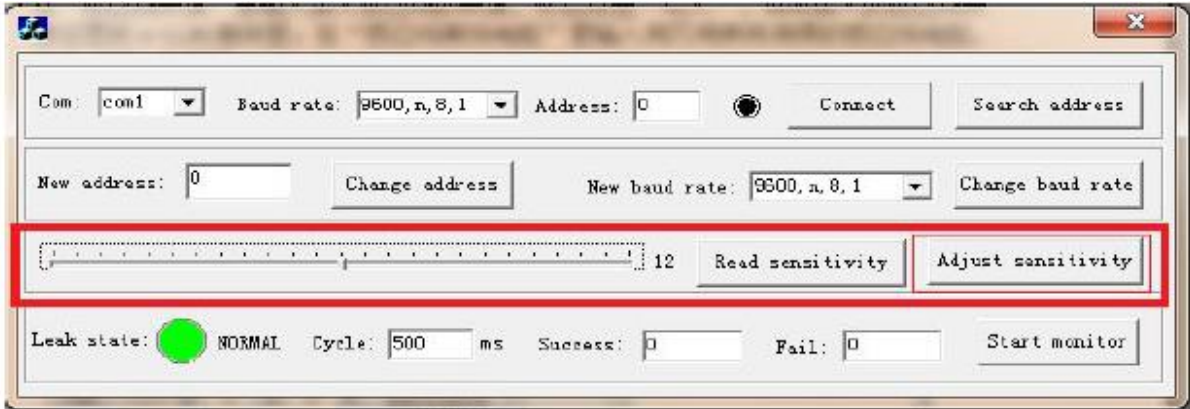 Com: com1 Baud rate: 9600,n,8,1 Address: 0 Connect Search address
New address: 0 Change address New baud rate: 9600,n,8,1 Change baud rate
12 Read sensitivity Adjust sensitivity
Leak state: NORMAL Cycle: 500 ms Success: 0 Fail: 0 Start monitor